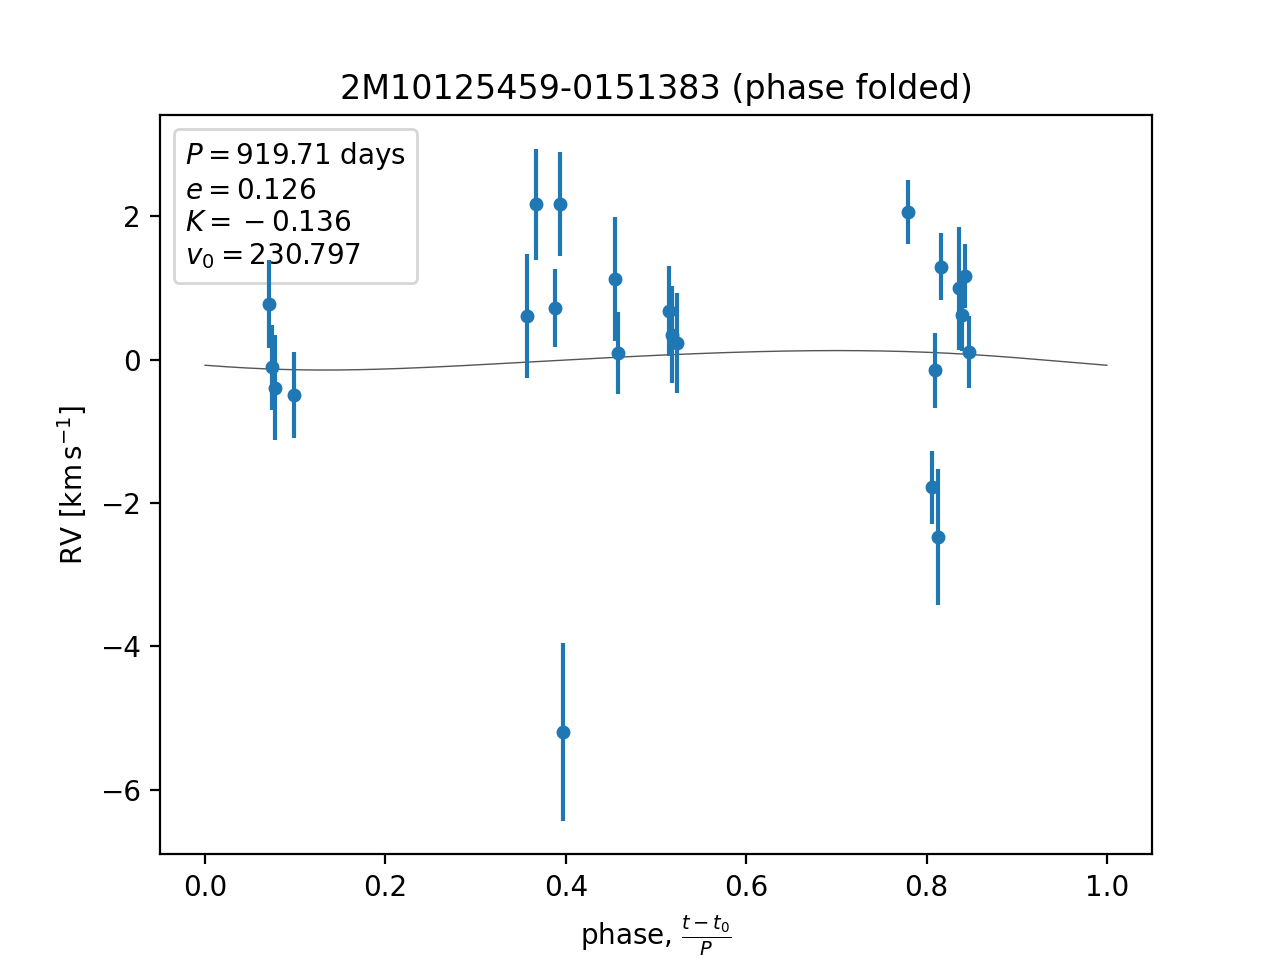 2M10125459-0151383 (phase folded)
P = 919.71 days
e = 0.126
K = −0.136
v₀ = 230.797
2
0
−2
−4
−6
RV [km s⁻¹]
0.0 0.2 0.4 0.6 0.8 1.0
phase, (t − t₀)/P